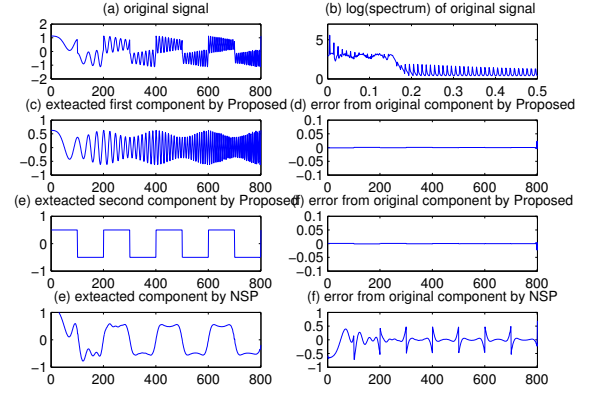 (a) original signal
(b) log(spectrum) of original signal
2
1
0
-1
-2
0 200 400 600 800
5
0
0 0.1 0.2 0.3 0.4 0.5
(c) exteacted first component by Proposed
(d) error from original component by Proposed
1
0.5
0
-0.5
-1
0 200 400 600 800
0.1
0.05
0
-0.05
-0.1
0 200 400 600 800
(e) exteacted second component by Proposed
(f) error from original component by Proposed
1
0
-1
0 200 400 600 800
0.1
0.05
0
-0.05
-0.1
0 200 400 600 800
(e) exteacted component by NSP
(f) error from original component by NSP
1
0
-1
0 200 400 600 800
1
0.5
0
-0.5
-1
0 200 400 600 800